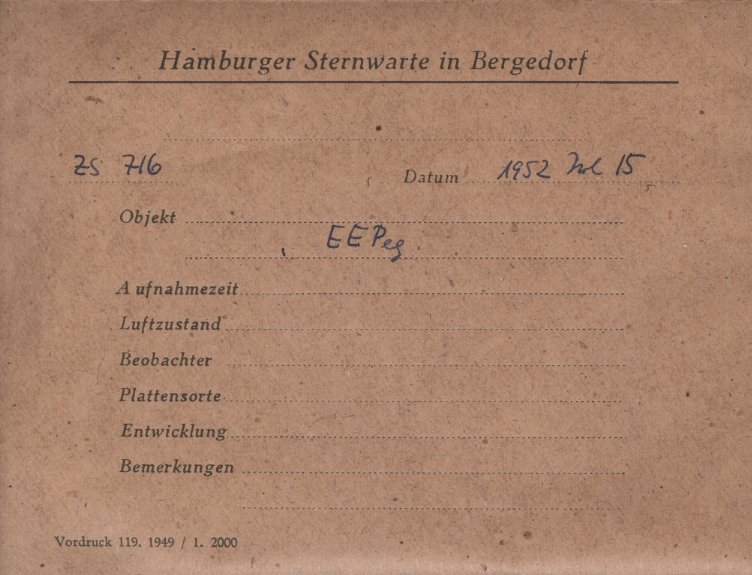 Hamburger Sternwarte in Bergedorf
ZS 716
Datum 1952 Jul 15
Objekt
EE Peg.
Aufnahmezeit
Luftzustand
Beobachter
Plattensorte
Entwicklung
Bemerkungen
Vordruck 119. 1949 / 1. 2000